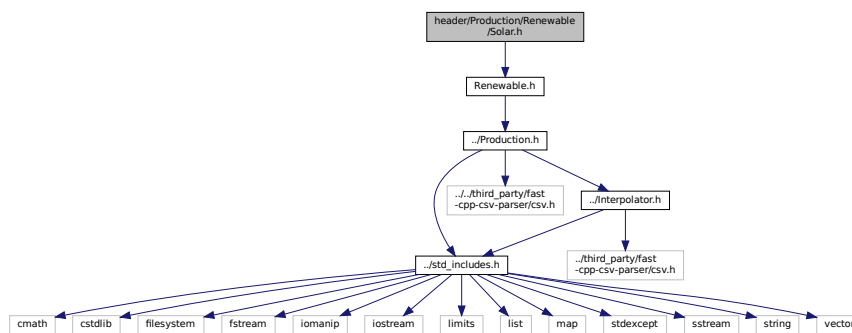 header/Production/Renewable
/Solar.h
Renewable.h
../Production.h
../../third_party/fast
-cpp-csv-parser/csv.h
../Interpolator.h
../third_party/fast
-cpp-csv-parser/csv.h
../std_includes.h
cmath
cstdlib
filesystem
fstream
iomanip
iostream
limits
list
map
stdexcept
sstream
string
vector